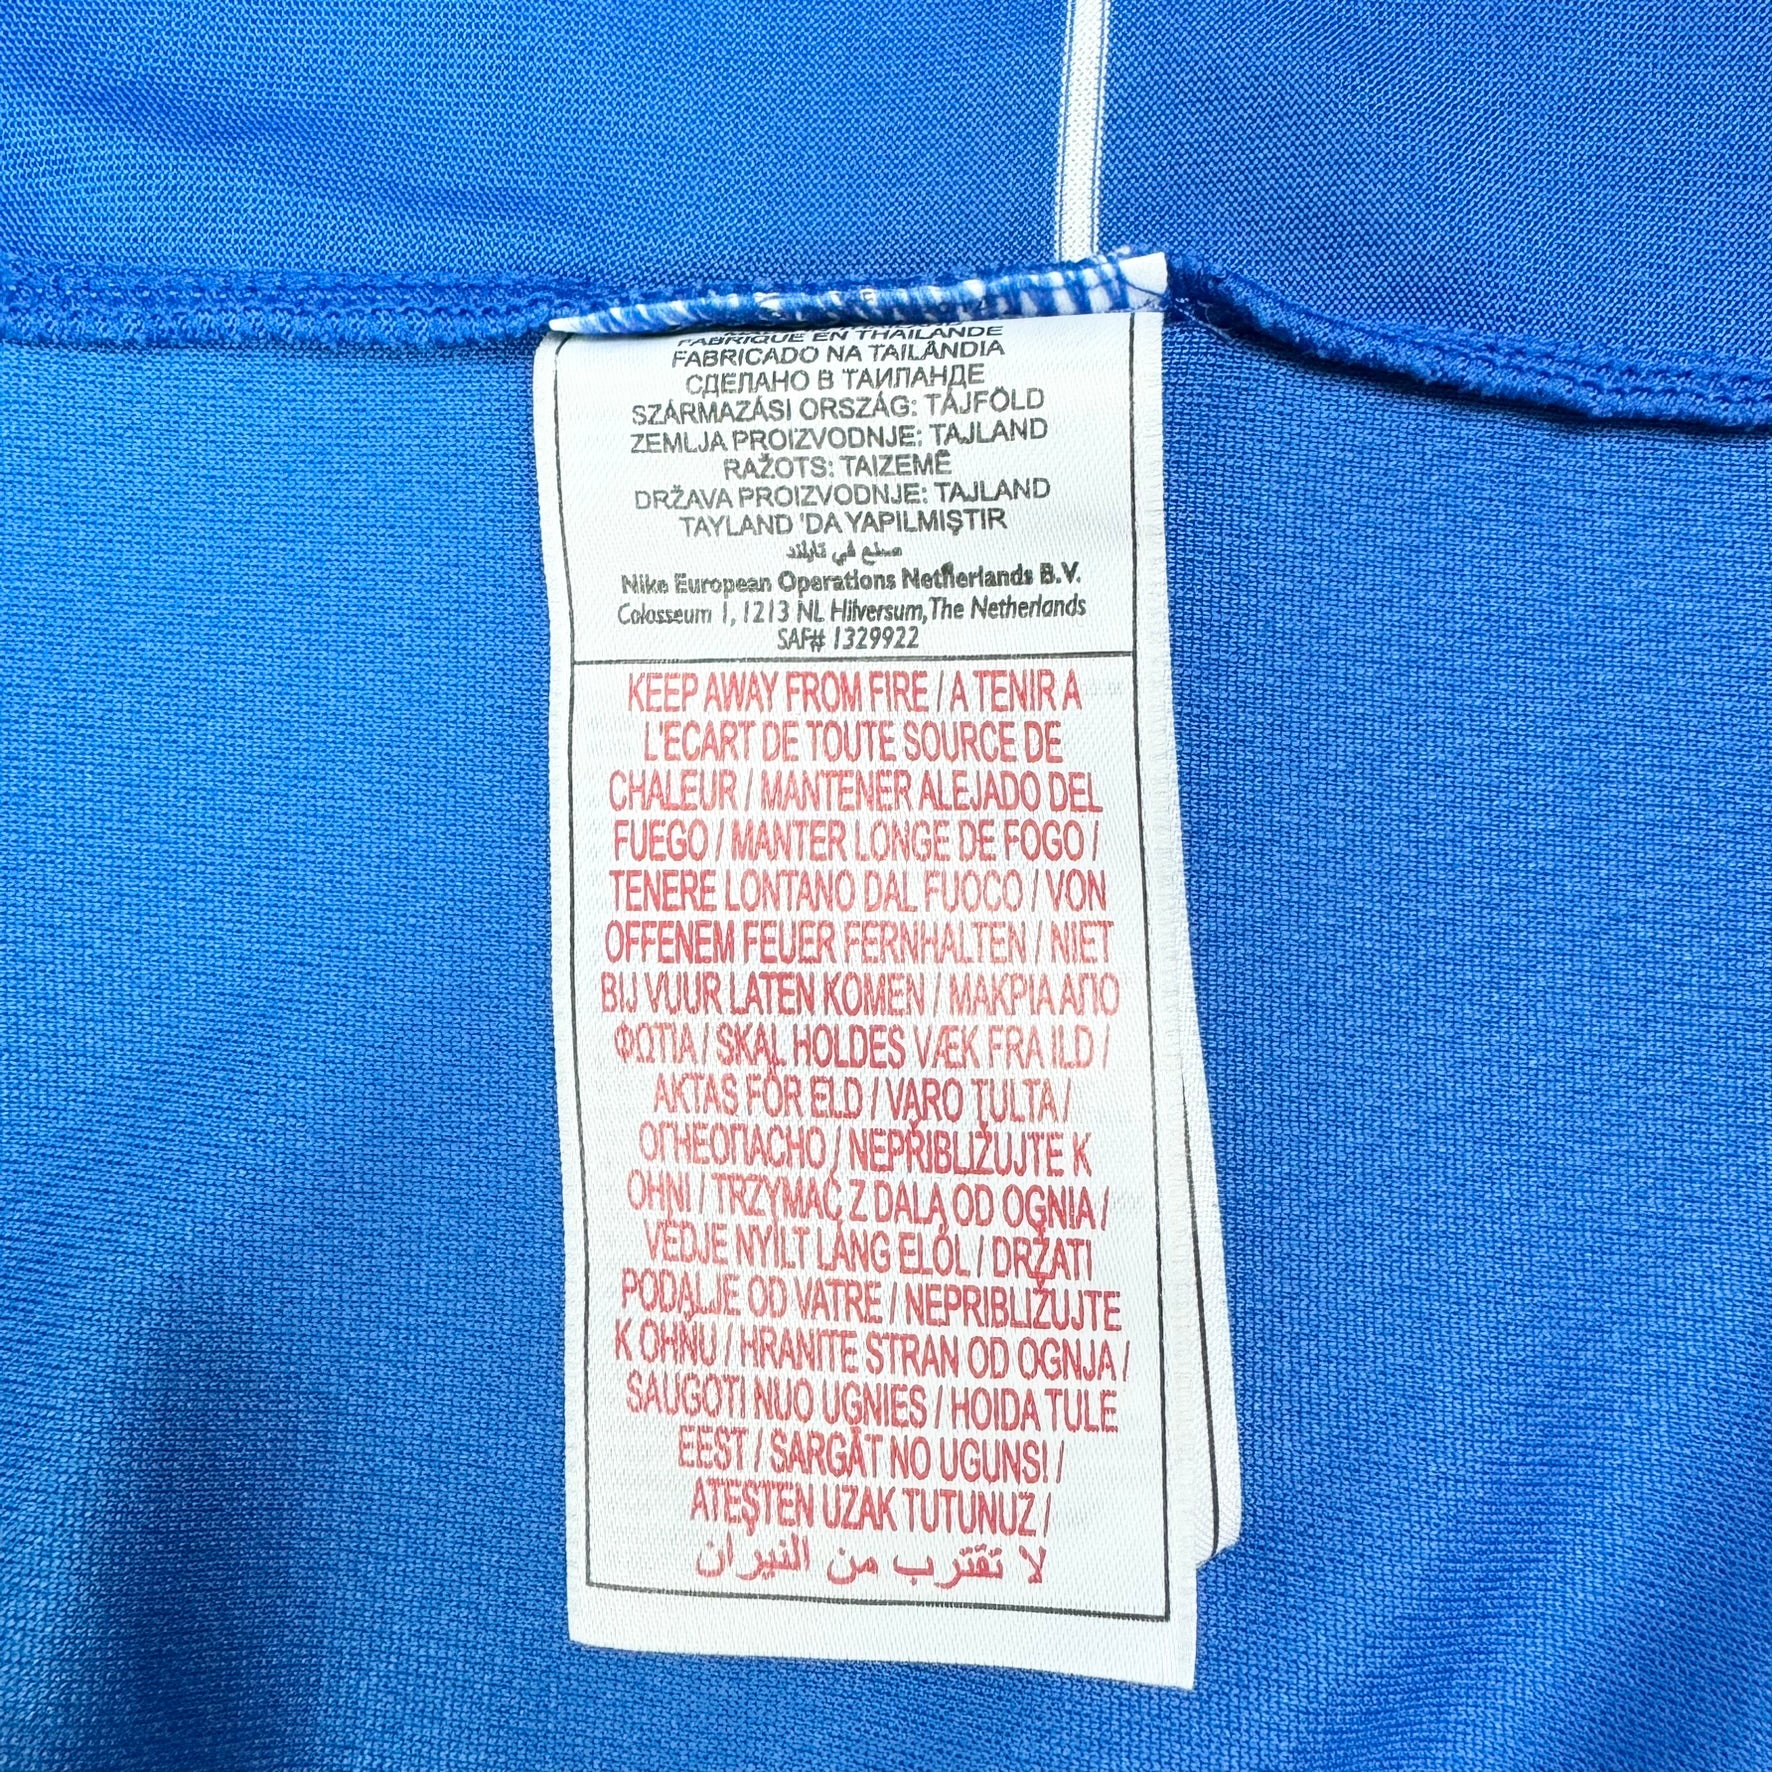 FABRIQUÉ EN THAÏLANDE
FABRICADO NA TAILÂNDIA
СДЕЛАНО В ТАИЛАНДЕ
SZÁRMAZÁSI ORSZÁG: TÁJFÖLD
ZEMLJA PROIZVODNJE: TAJLAND
RAŽOTS: TAIZEMĒ
DRŽAVA PROIZVODNJE: TAJLAND
TAYLAND 'DA YAPILMIŞTIR
صنع في تايلند
Nike European Operations Netherlands B.V.
Colosseum 1, 1213 NL Hilversum, The Netherlands
SAF# 1329922
KEEP AWAY FROM FIRE / A TENIR A
L'ECART DE TOUTE SOURCE DE
CHALEUR / MANTENER ALEJADO DEL
FUEGO / MANTER LONGE DE FOGO /
TENERE LONTANO DAL FUOCO / VON
OFFENEM FEUER FERNHALTEN / NIET
BIJ VUUR LATEN KOMEN / ΜΑΚΡΙΑ ΑΠΟ
ΦΩΤΙΑ / SKAL HOLDES VÆK FRA ILD /
AKTAS FÖR ELD / VARO TULTA /
ОГНЕОПАСНО / NEPŘIBLIŽUJTE K
OHNI / TRZYMAĆ Z DALA OD OGNIA /
VÉDJE NYÍLT LÁNG ELŐL / DRŽATI
PODALJE OD VATRE / NEPRIBLIŽUJTE
K OHŇU / HRANITE STRAN OD OGNJA /
SAUGOTI NUO UGNIES / HOIDA TULE
EEST / SARGĀT NO UGUNS! /
ATEŞTEN UZAK TUTUNUZ /
لا تقترب من النيران